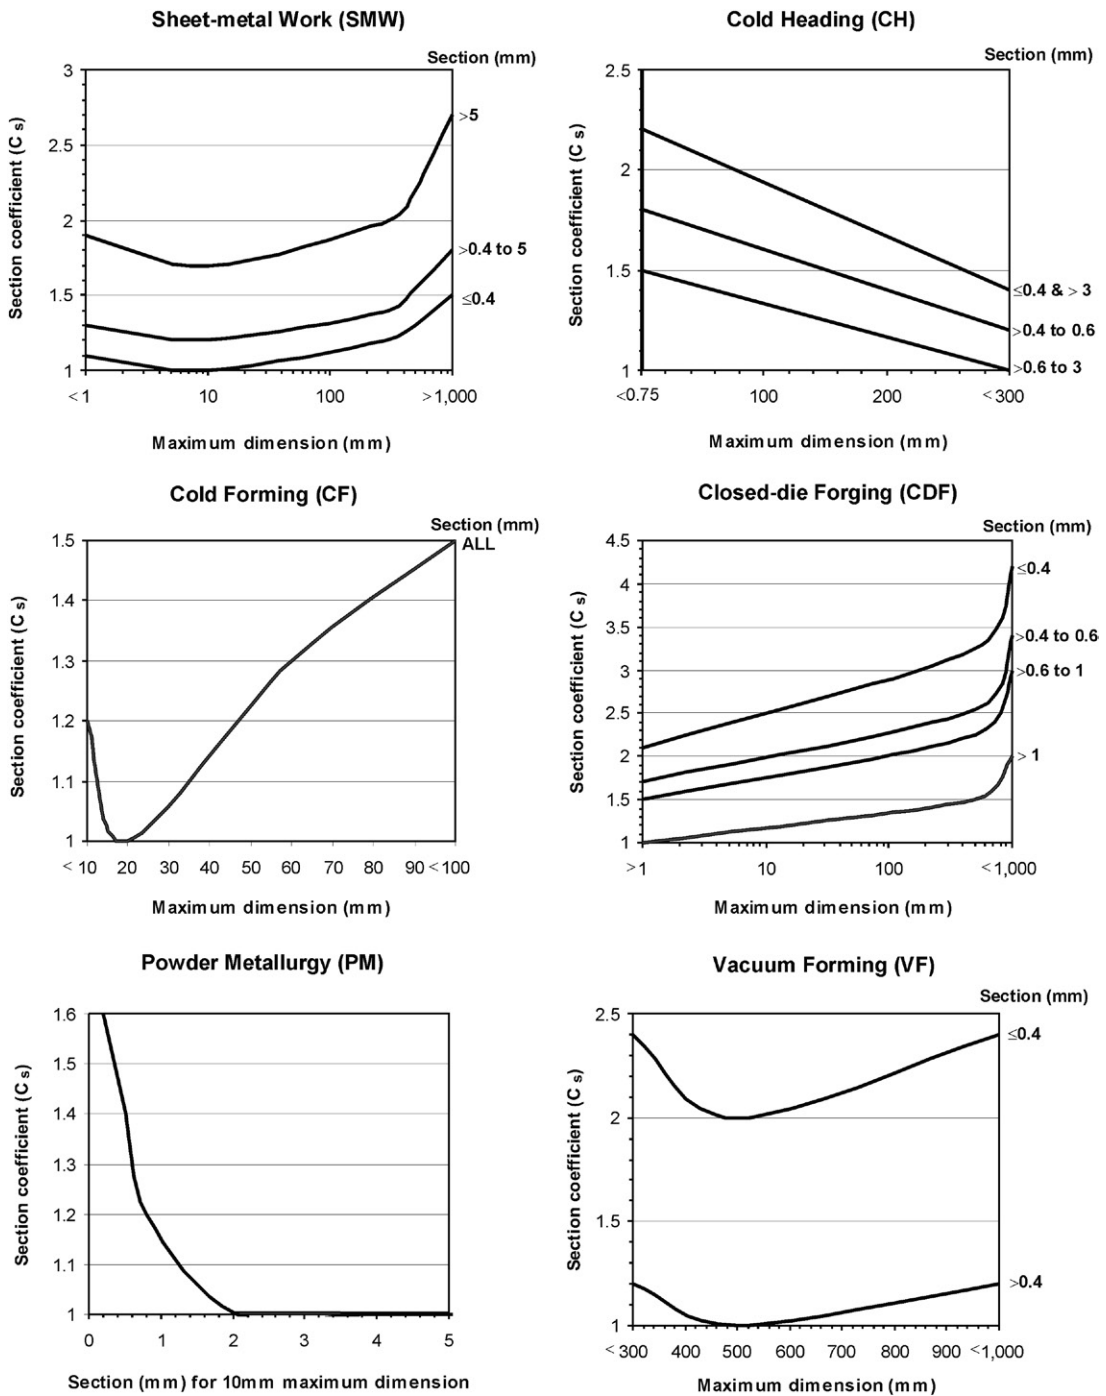 Sheet-metal Work (SMW)
Section (mm)
Section coefficient (C s)
3
2.5
2
1.5
1
>5
>0.4 to 5
≤0.4
<1
10
100
>1,000
Maximum dimension (mm)
Cold Heading (CH)
Section (mm)
Section coefficient (C s)
2.5
2
1.5
1
≤0.4 & > 3
>0.4 to 0.6
>0.6 to 3
<0.75
100
200
<300
Maximum dimension (mm)
Cold Forming (CF)
Section (mm)
ALL
Section coefficient (C s)
1.5
1.4
1.3
1.2
1.1
1
< 10
20
30
40
50
60
70
80
90
<100
Maximum dimension (mm)
Closed-die Forging (CDF)
Section (mm)
Section coefficient (C s)
4.5
4
3.5
3
2.5
2
1.5
1
≤0.4
>0.4 to 0.6
>0.6 to 1
> 1
>1
10
100
<1,000
Maximum dimension (mm)
Powder Metallurgy (PM)
Section coefficient (C s)
1.6
1.5
1.4
1.3
1.2
1.1
1
0
1
2
3
4
5
Section (mm) for 10mm maximum dimension
Vacuum Forming (VF)
Section (mm)
Section coefficient (C s)
2.5
2
1.5
1
≤0.4
>0.4
< 300
400
500
600
700
800
900
<1,000
Maximum dimension (mm)